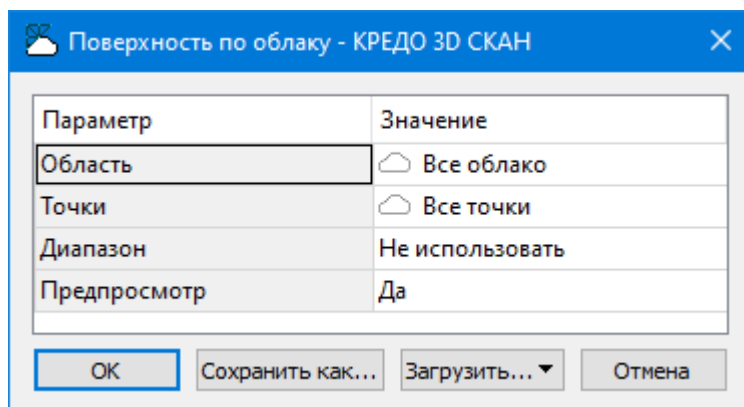 Поверхность по облаку - КРЕДО 3D СКАН
Параметр Значение
Область Все облако
Точки Все точки
Диапазон Не использовать
Предпросмотр Да
ОК Сохранить как... Загрузить... Отмена